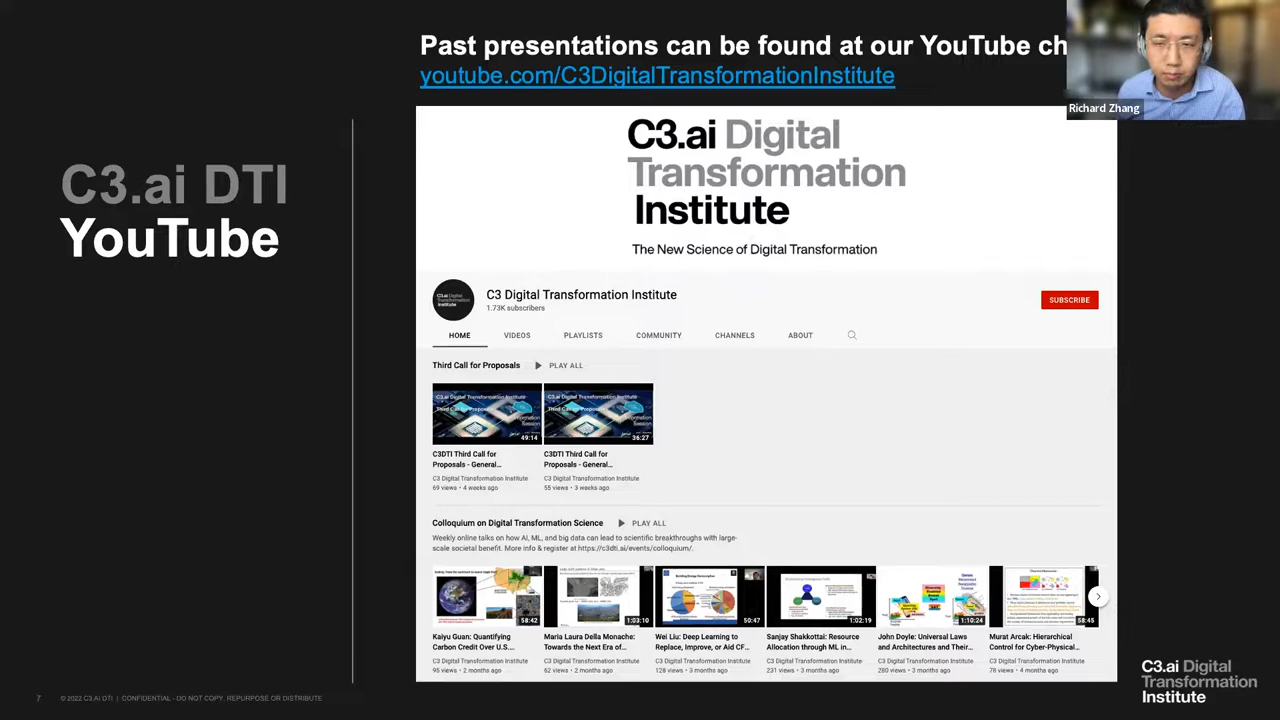 Past presentations can be found at our YouTube ch
youtube.com/C3DigitalTransformationInstitute
Richard Zhang
C3.ai DTI
YouTube
C3.ai Digital
Transformation
Institute
The New Science of Digital Transformation
C3 Digital Transformation Institute
1.73K subscribers
SUBSCRIBE
HOME VIDEOS PLAYLISTS COMMUNITY CHANNELS ABOUT
Third Call for Proposals PLAY ALL
49:14
36:27
C3DTI Third Call for
Proposals - General...
C3 Digital Transformation Institute
69 views • 4 weeks ago
C3DTI Third Call for
Proposals - General...
C3 Digital Transformation Institute
55 views • 3 weeks ago
Colloquium on Digital Transformation Science PLAY ALL
Weekly online talks on how AI, ML, and big data can lead to scientific breakthroughs with large-
scale societal benefit. More info & register at https://c3dti.ai/events/colloquium/.
58:42
1:03:10
50:47
1:02:19
1:10:24
58:45
Kaiyu Guan: Quantifying
Carbon Credit Over U.S....
C3 Digital Transformation Institute
95 views • 2 months ago
Maria Laura Della Monache:
Towards the Next Era of...
C3 Digital Transformation Institute
62 views • 2 months ago
Wei Liu: Deep Learning to
Replace, Improve, or Aid CF...
C3 Digital Transformation Institute
128 views • 3 months ago
Sanjay Shakkottai: Resource
Allocation through ML in...
C3 Digital Transformation Institute
231 views • 3 months ago
John Doyle: Universal Laws
and Architectures and Their...
C3 Digital Transformation Institute
280 views • 3 months ago
Murat Arcak: Hierarchical
Control for Cyber-Physical...
C3 Digital Transformation Institute
78 views • 4 months ago
C3.ai Digital
Transformation
Institute
7 © 2022 C3.AI DTI | CONFIDENTIAL - DO NOT COPY, REPURPOSE OR DISTRIBUTE